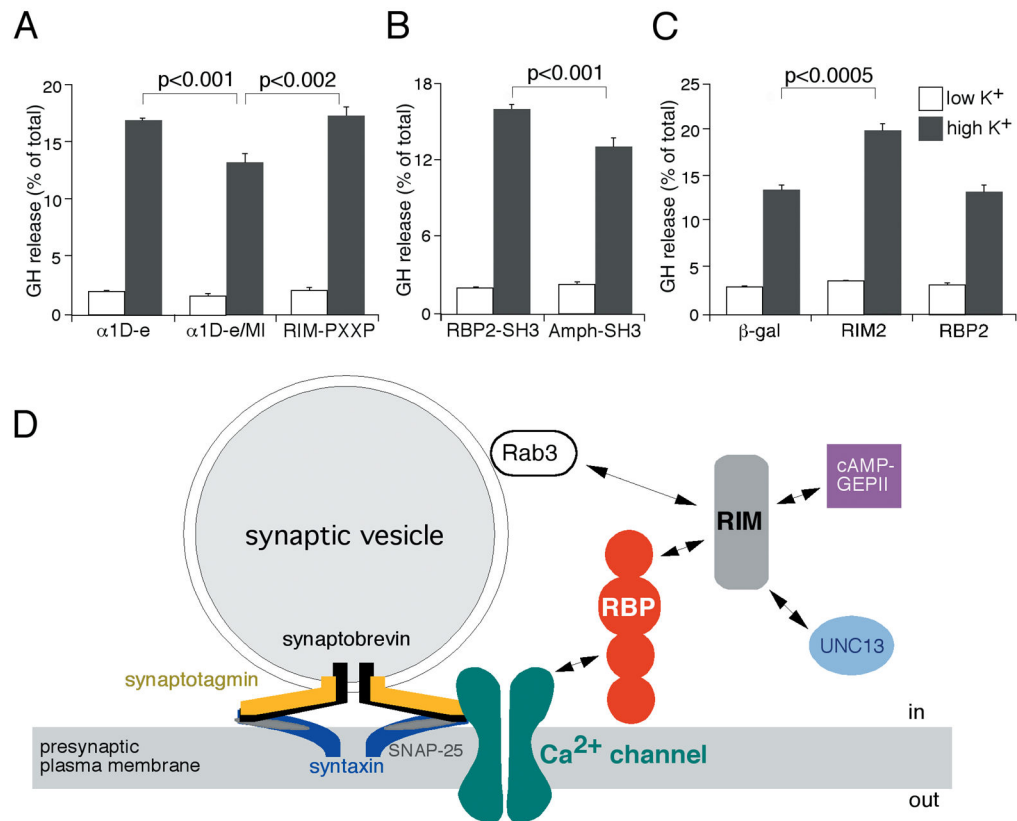 A
p<0.001
p<0.002
GH release (% of total)
20
15
10
5
0
α1D-e
α1D-e/MI
RIM-PXXP
B
p<0.001
GH release (% of total)
18
12
6
0
RBP2-SH3
Amph-SH3
C
p<0.0005
low K+
high K+
GH release (% of total)
25
20
15
10
5
0
β-gal
RIM2
RBP2
D
Rab3
cAMP-
GEPII
RIM
synaptic vesicle
RBP
UNC13
synaptobrevin
synaptotagmin
in
presynaptic
plasma membrane
SNAP-25
syntaxin
Ca2+ channel
out